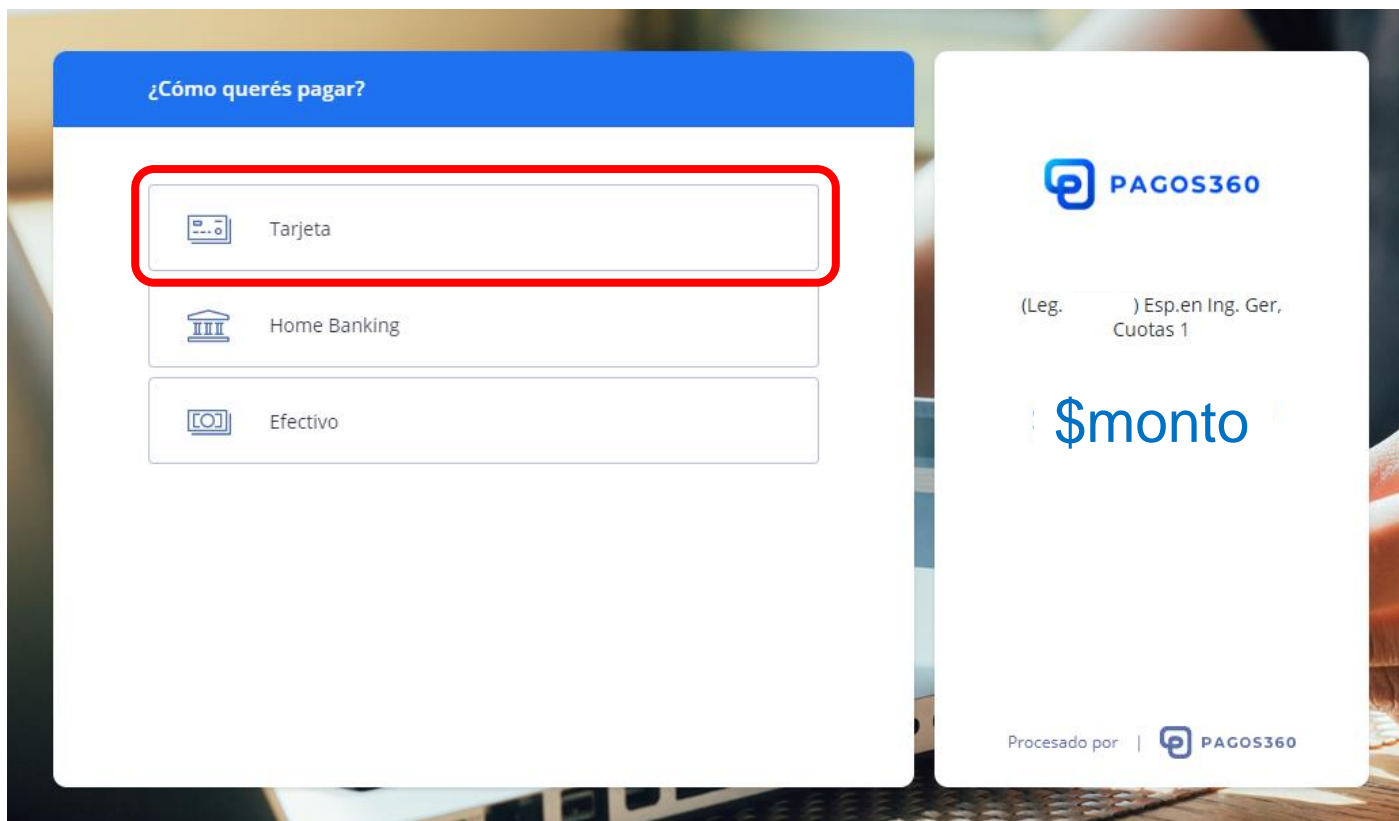 ¿Cómo querés pagar?
Tarjeta
Home Banking
Efectivo
PAGOS360
(Leg. ) Esp.en Ing. Ger,
Cuotas 1
$monto
Procesado por | PAGOS360